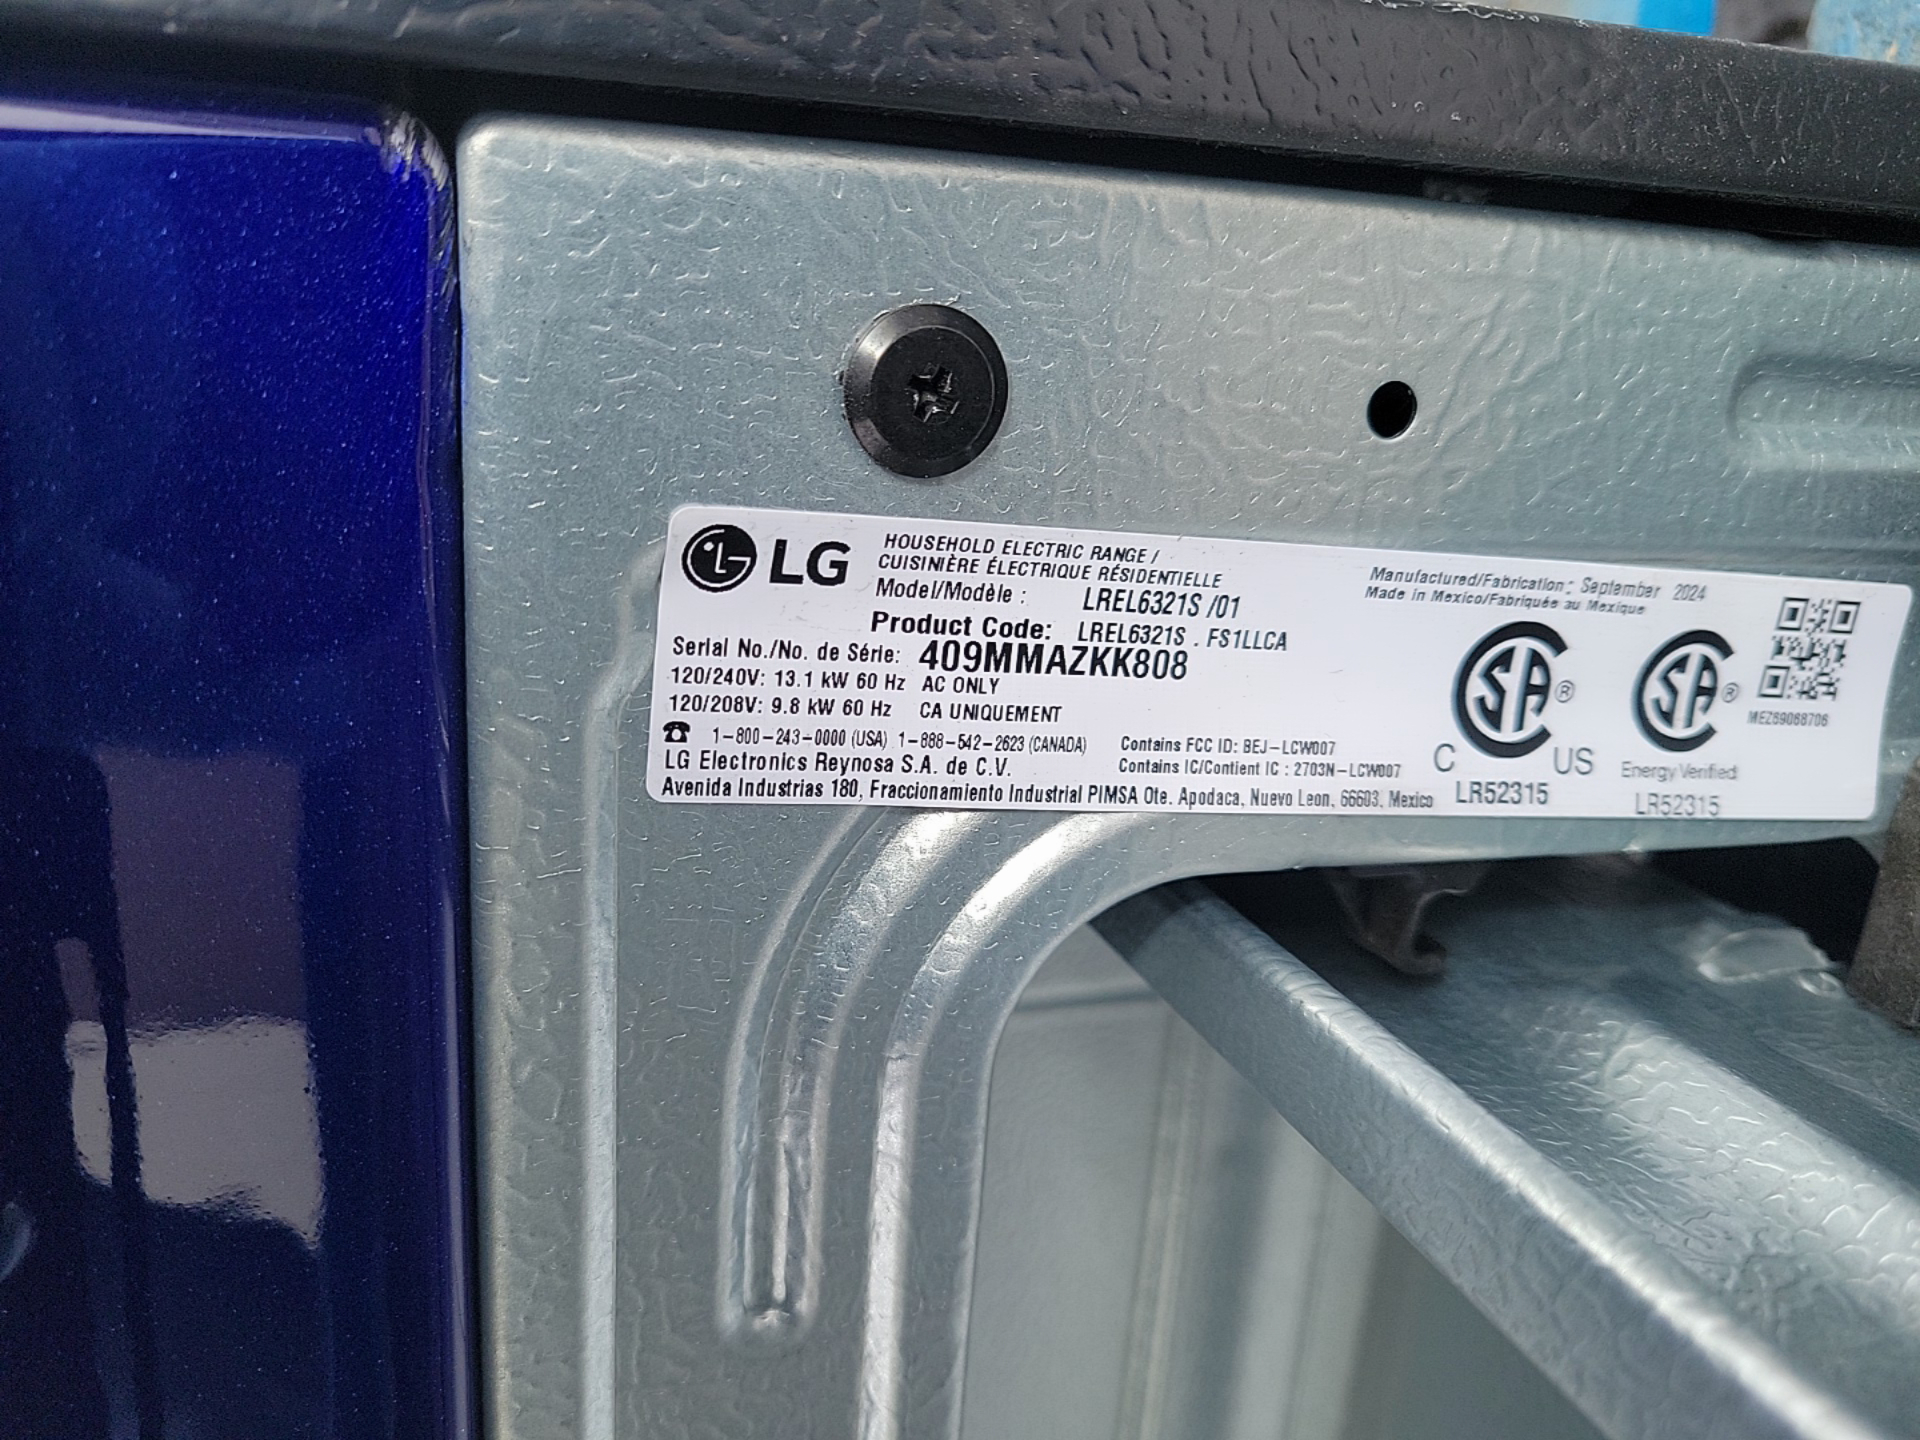 LG
HOUSEHOLD ELECTRIC RANGE /
CUISINIÈRE ÉLECTRIQUE RÉSIDENTIELLE
Model/Modèle : LREL6321S /01
Product Code: LREL6321S . FS1LLCA
Serial No./No. de Série: 409MMAZKK808
120/240V: 13.1 kW 60 Hz AC ONLY
120/208V: 9.8 kW 60 Hz CA UNIQUEMENT
☎ 1-800-243-0000 (USA) 1-888-542-2623 (CANADA)
LG Electronics Reynosa S.A. de C.V.
Avenida Industrias 180, Fraccionamiento Industrial PIMSA Ote. Apodaca, Nuevo Leon, 66603, Mexico
Contains FCC ID: BEJ-LCW007
Contains IC/Contient IC : 2703N-LCW007
Manufactured/Fabrication: September 2024
Made in Mexico/Fabriquée au Mexique
C SA ® US
LR52315
SA ®
Energy Verified
LR52315
MEZ69068706